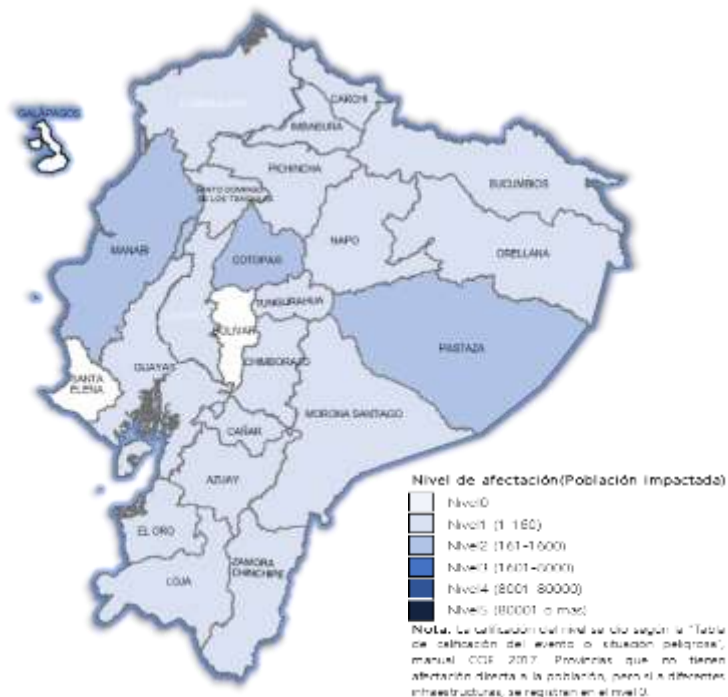 GALÁPAGOS
CARCHI
IMBABURA
PICHINCHA
SUCUMBIOS
SANTO DOMINGO
DE LOS TSACHILAS
MANABI
COTOPAXI
NAPO
ORELLANA
TUNGURAHUA
BOLIVAR
PASTAZA
GUAYAS
CHIMBORAZO
SANTA
ELENA
MORONA SANTIAGO
CAÑAR
AZUAY
EL ORO
ZAMORA
CHINCHIPE
LOJA
Nivel de afectación(Población impactada)
Nivel0
Nivel1 (1-160)
Nivel2 (161-1600)
Nivel3 (1601-8000)
Nivel4 (8001-80000)
Nivel5 (80001 o mas)
Nota. La calificación del nivel se dio según la "Tabla
de calificación del evento o situación peligrosa",
manual COE 2017. Provincias que no tienen
afectación directa a la población, pero si a diferentes
infraestructuras, se registran en el nivel 0.